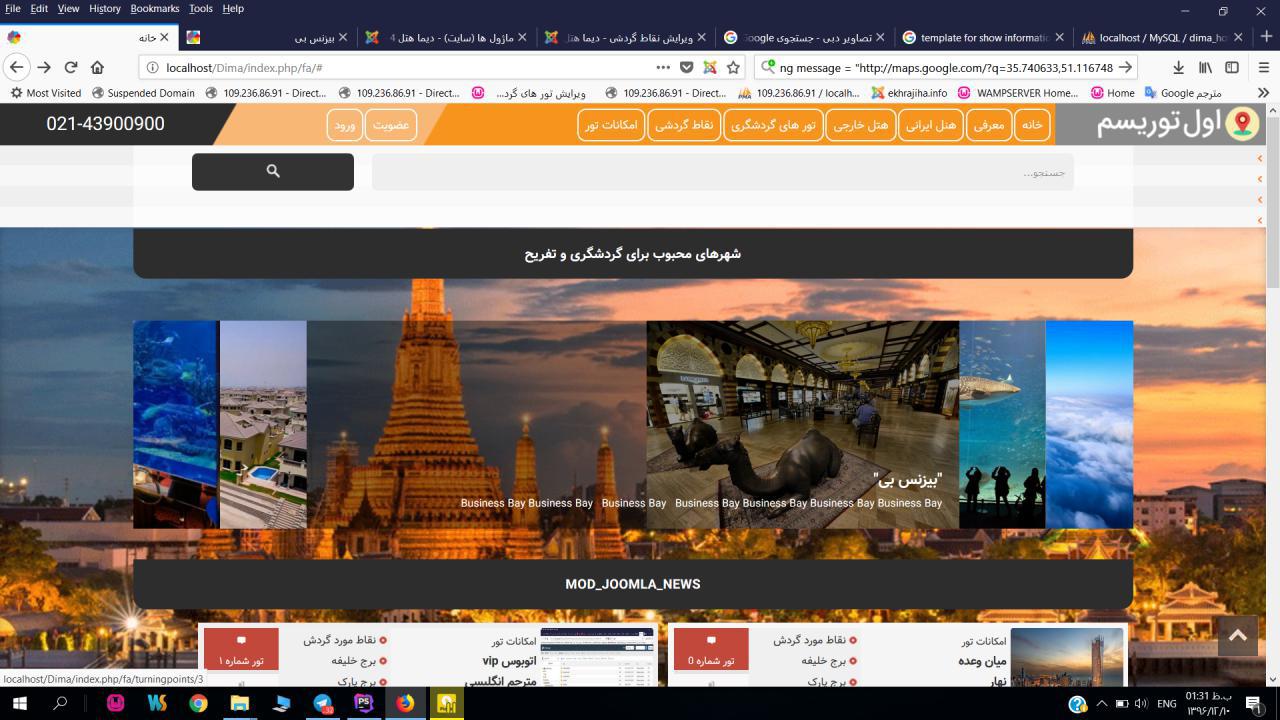 File Edit View History Bookmarks Tools Help
خانه
بیزنس بی
ماژول ها (سایت) - دیما هتل 4
ویرایش نقاط گردشی - دیما هتل
تصاویر دبی - جستجوی Google
template for show informatio
localhost / MySQL / dima_ho
localhost/Dima/index.php/fa/#
ng message = "http://maps.google.com/?q=35.740633,51.116748
Most Visited
Suspended Domain
109.236.86.91 - Direct...
109.236.86.91 - Direct...
ویرایش تور های گرد...
109.236.86.91 - Direct...
109.236.86.91 / localh...
ekhrajiha.info
WAMPSERVER Home...
Home
مترجم Google
اول توریسم
خانه
معرفی
هتل ایرانی
هتل خارجی
تور های گردشگری
نقاط گردشی
امکانات تور
عضویت
ورود
021-43900900
جستجو...
شهرهای محبوب برای گردشگری و تفریح
"بیزنس بی"
Business Bay Business Bay Business Bay Business Bay Business Bay Business Bay Business Bay
MOD_JOOMLA_NEWS
امکانات تور
میان وعده
نهار
نقاط مورد گردش
برج خلیفه
برج پارک
تور شماره 0
امکانات تور
اتوبوس vip
مترجم انگلیسی
نقاط مورد گردش
برج خلیفه
برج پارک
تور شماره ۱
localhost/Dima/index.php/fa/turningpoints/
32
ENG
01:31 ب.ظ
۱۳۹۶/۱۲/۱۰
1